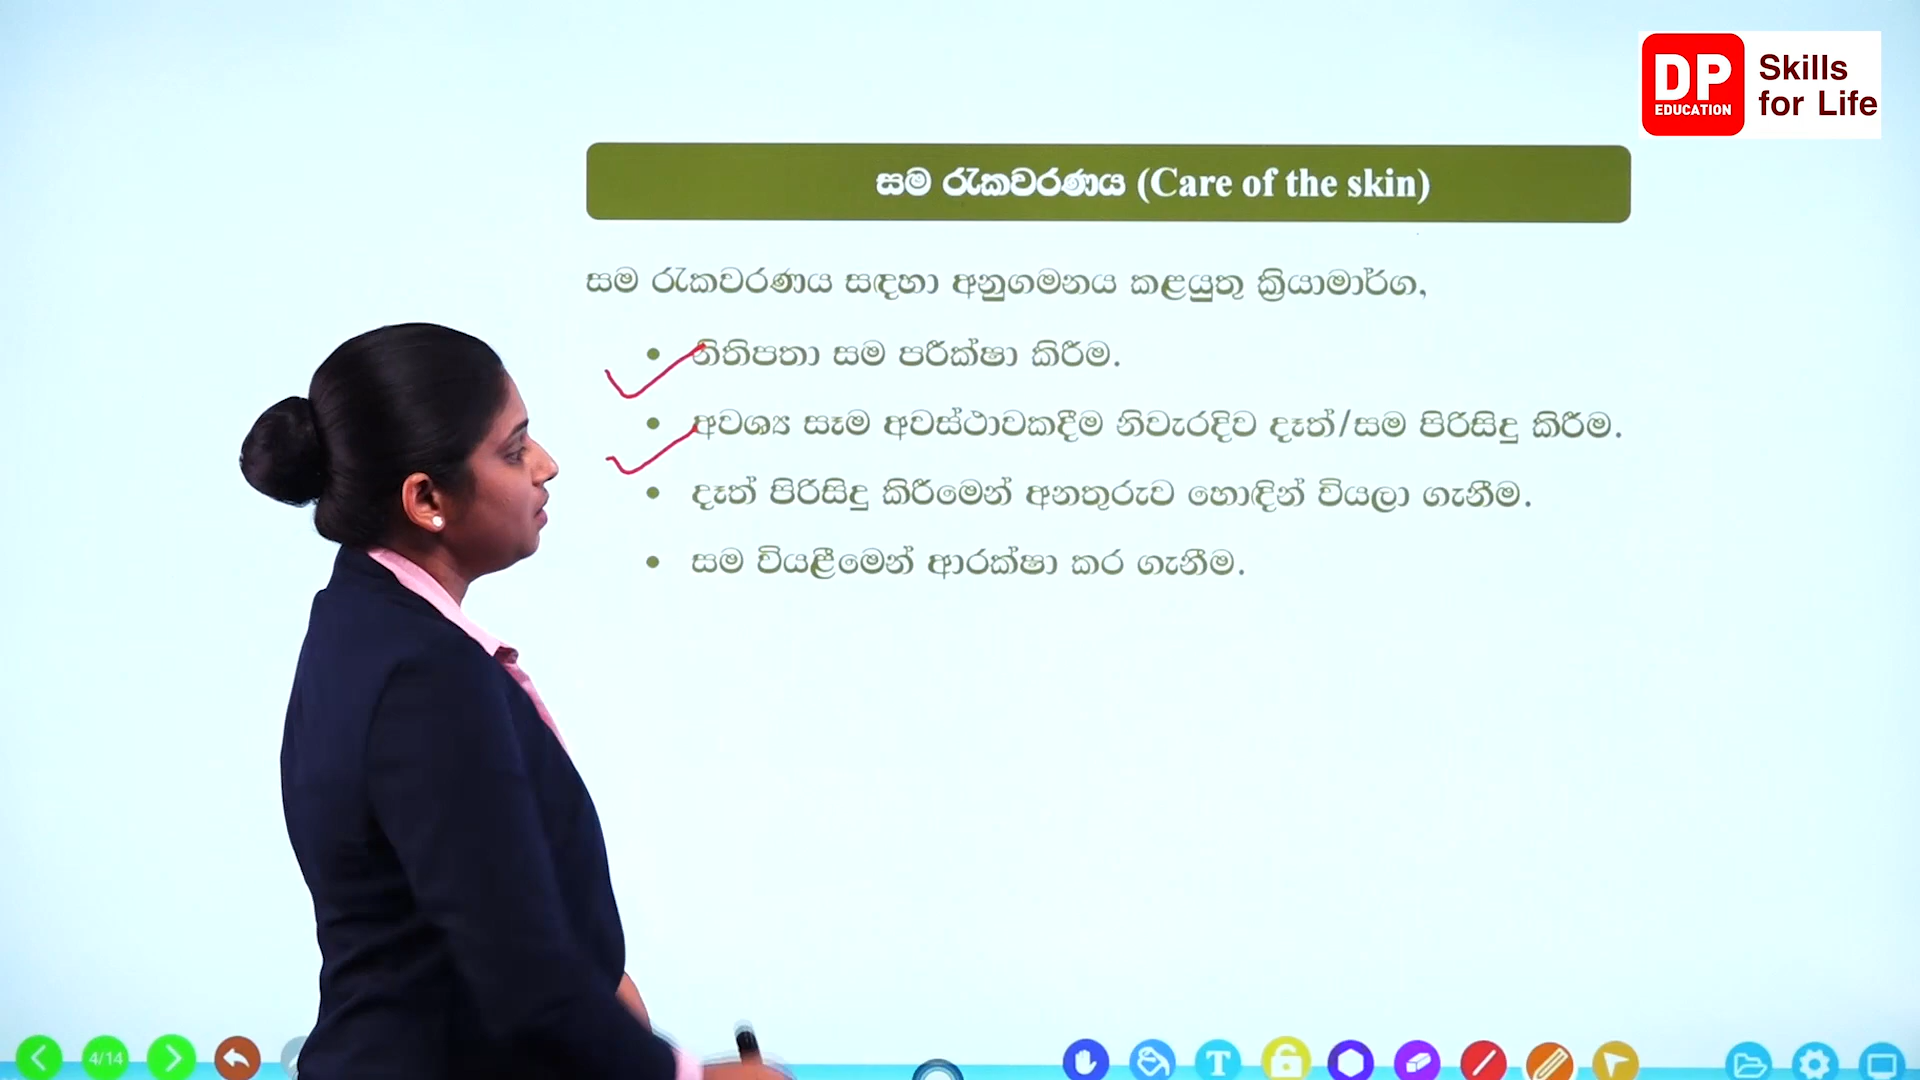 DP
EDUCATION
Skills
for Life
සම රැකවරණය (Care of the skin)
සම රැකවරණය සඳහා අනුගමනය කළයුතු ක්‍රියාමාර්ග,
• නිතිපතා සම පරීක්ෂා කිරීම.
• අවශ්‍ය සෑම අවස්ථාවකදීම නිවැරදිව දෑත්/සම පිරිසිදු කිරීම.
• දෑත් පිරිසිදු කිරීමෙන් අනතුරුව හොඳින් වියලා ගැනීම.
• සම වියළීමෙන් ආරක්ෂා කර ගැනීම.
4/14
T